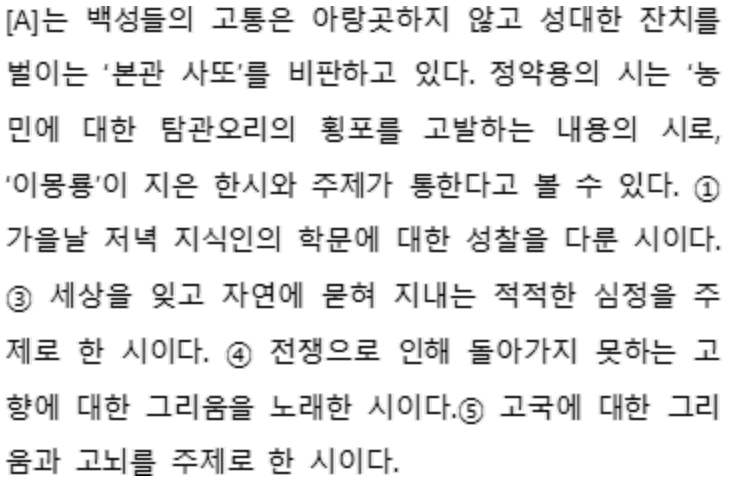 [A]는 백성들의 고통은 아랑곳하지 않고 성대한 잔치를
벌이는 ‘본관 사또’를 비판하고 있다. 정약용의 시는 ‘농
민에 대한 탐관오리의 횡포를 고발하는 내용의 시로,
‘이몽룡’이 지은 한시와 주제가 통한다고 볼 수 있다. ①
가을날 저녁 지식인의 학문에 대한 성찰을 다룬 시이다.
③ 세상을 잊고 자연에 묻혀 지내는 적적한 심정을 주
제로 한 시이다. ④ 전쟁으로 인해 돌아가지 못하는 고
향에 대한 그리움을 노래한 시이다.⑤ 고국에 대한 그리
움과 고뇌를 주제로 한 시이다.